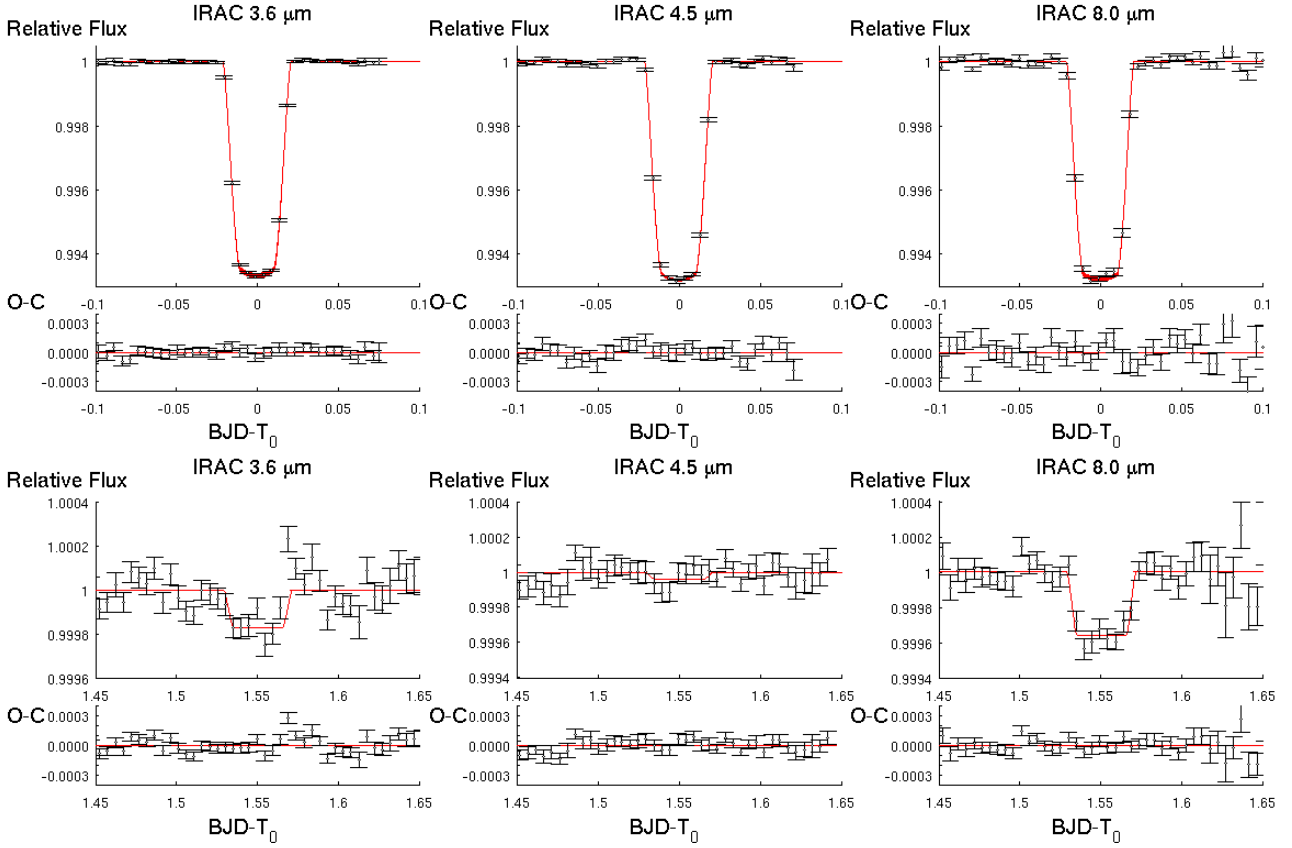 IRAC 3.6 μm IRAC 4.5 μm IRAC 8.0 μm
Relative Flux Relative Flux Relative Flux
1 1 1
0.998 0.998 0.998
0.996 0.996 0.996
0.994 0.994 0.994
-0.1 -0.05 0 0.05 0.1 -0.1 -0.05 0 0.05 0.1 -0.1 -0.05 0 0.05 0.1
O-C O-C O-C
0.0003 0.0003 0.0003
0.0000 0.0000 0.0000
-0.0003 -0.0003 -0.0003
-0.1 -0.05 0 0.05 0.1 -0.1 -0.05 0 0.05 0.1 -0.1 -0.05 0 0.05 0.1
BJD-T0 BJD-T0 BJD-T0
IRAC 3.6 μm IRAC 4.5 μm IRAC 8.0 μm
Relative Flux Relative Flux Relative Flux
1.0004 1.0004 1.0004
1.0002 1.0002 1.0002
1 1 1
0.9998 0.9998 0.9998
0.9996 0.9996 0.9996
0.9994 0.9994
1.45 1.5 1.55 1.6 1.65 1.45 1.5 1.55 1.6 1.65 1.45 1.5 1.55 1.6 1.65
O-C O-C O-C
0.0003 0.0003 0.0003
0.0000 0.0000 0.0000
-0.0003 -0.0003 -0.0003
1.45 1.5 1.55 1.6 1.65 1.45 1.5 1.55 1.6 1.65 1.45 1.5 1.55 1.6 1.65
BJD-T0 BJD-T0 BJD-T0